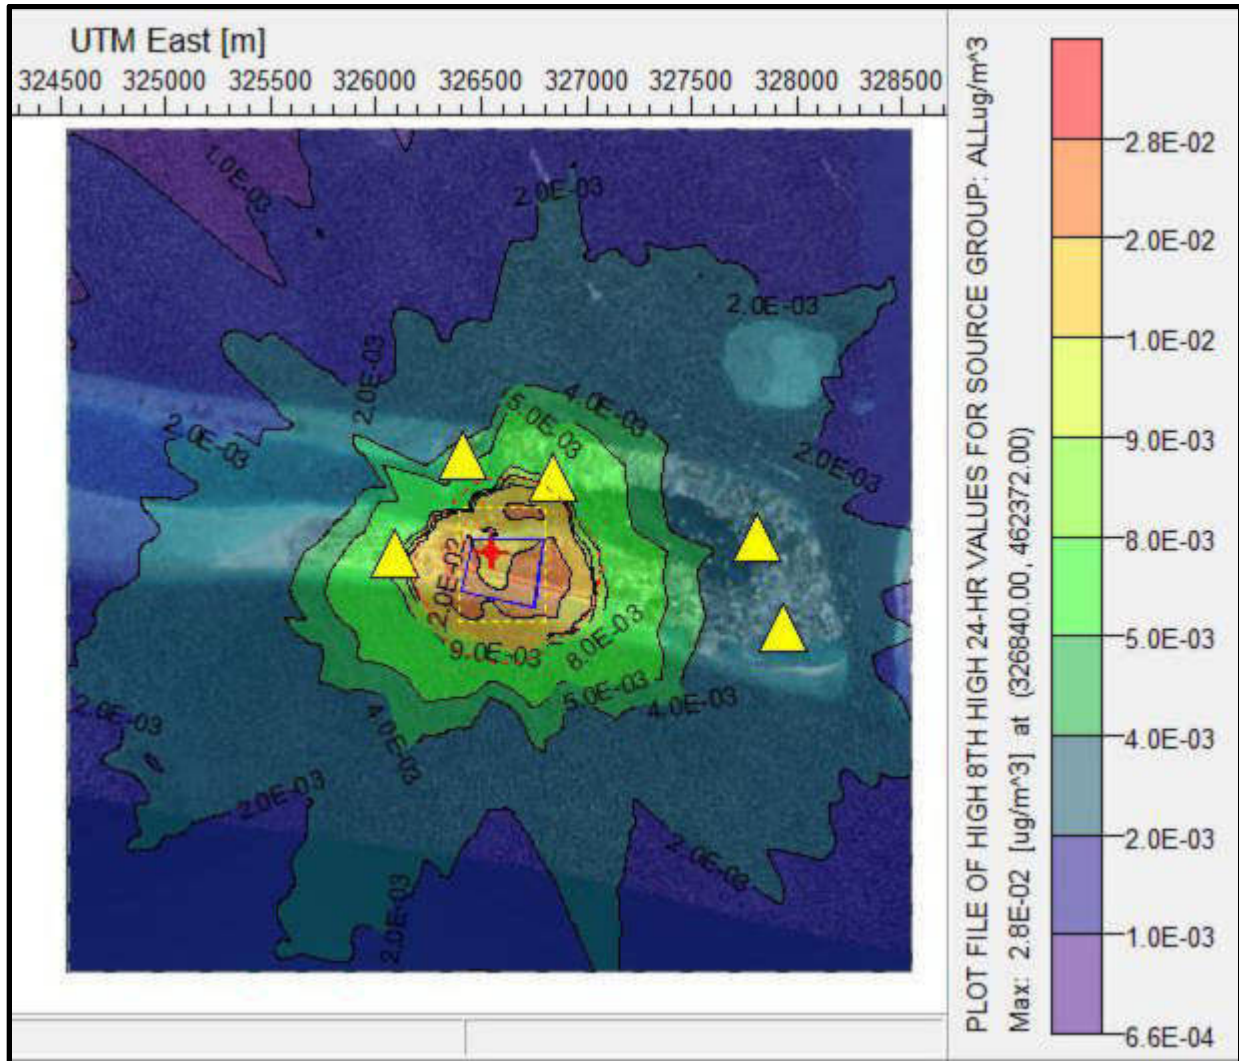 UTM East [m]
324500 325000 325500 326000 326500 327000 327500 328000 328500
1.0E-03
2.0E-03
2.0E-03
2.0E-03
4.0E-03
5.0E-03
2.0E-03
2.0E-03
2.0E-02
9.0E-03
8.0E-03
5.0E-03
4.0E-03
2.0E-03
4.0E-03
2.0E-03
2.0E-03
2.0E-03
PLOT FILE OF HIGH 8TH HIGH 24-HR VALUES FOR SOURCE GROUP: ALLug/m^3
Max: 2.8E-02 [ug/m^3] at (326840.00, 462372.00)
2.8E-02
2.0E-02
1.0E-02
9.0E-03
8.0E-03
5.0E-03
4.0E-03
2.0E-03
1.0E-03
6.6E-04